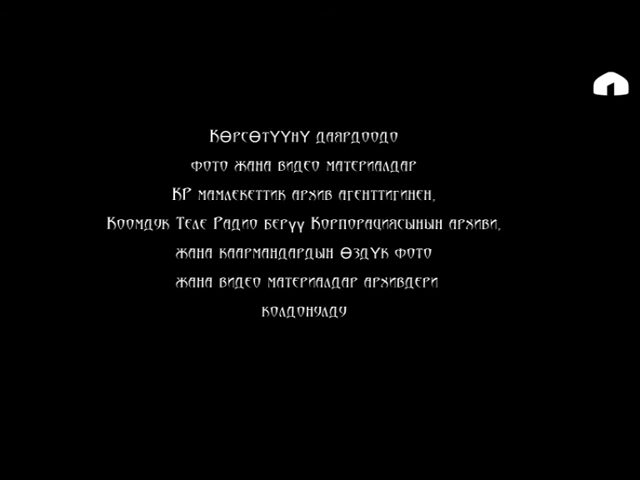 Көрсөтүүнү даярдоодо
фото жана видео материалдар
КР мамлекеттик архив агенттигинен,
Коомдук Теле Радио берүү Корпорациясынын архиви,
жана каармандардын өздүк фото
жана видео материалдар архивдери
колдонулду